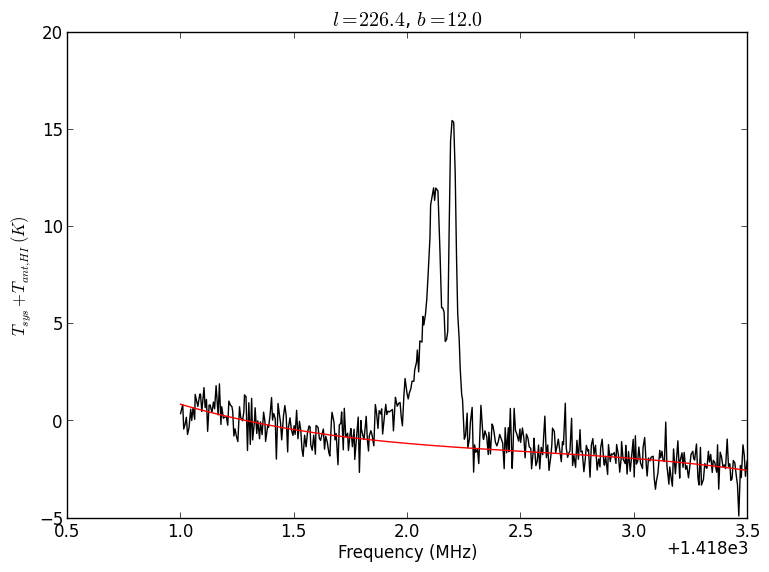 l = 226.4, b = 12.0
20
15
10
5
0
−5
T_sys + T_ant,HI (K)
0.5 1.0 1.5 2.0 2.5 3.0 3.5
Frequency (MHz)
+1.418e3